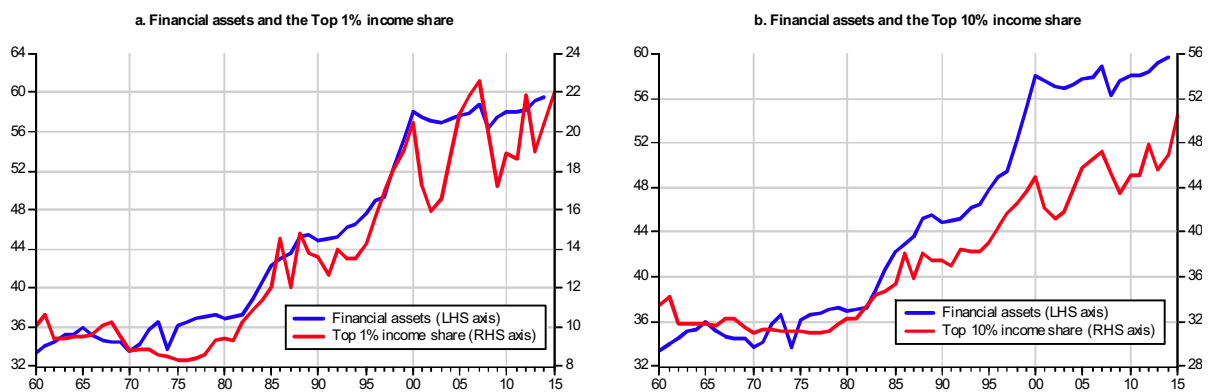 a. Financial assets and the Top 1% income share
64 24
60 22
56 20
52 18
48 16
44 14
40 12
36 10
32 8
Financial assets (LHS axis)
Top 1% income share (RHS axis)
60 65 70 75 80 85 90 95 00 05 10 15
b. Financial assets and the Top 10% income share
60 56
56 52
52 48
48 44
44 40
40 36
36 32
32 28
Financial assets (LHS axis)
Top 10% income share (RHS axis)
60 65 70 75 80 85 90 95 00 05 10 15